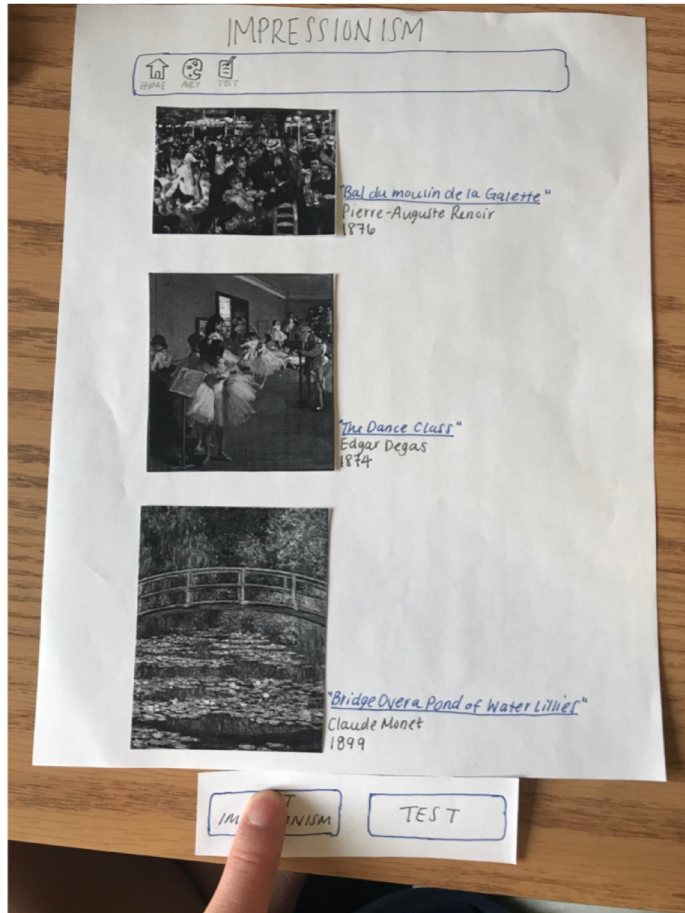 IMPRESSIONISM
HOME ART TEST
"Bal du moulin de la Galette"
Pierre-Auguste Renoir
1876
"The Dance Class"
Edgar Degas
1874
"Bridge Over a Pond of Water Lillies"
Claude Monet
1899
TEST